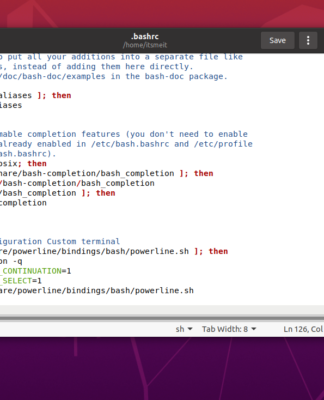 .bashrc
/home/itsmeit
Save
put all your additions into a separate file like
s, instead of adding them here directly.
/doc/bash-doc/examples in the bash-doc package.
aliases ]; then
iases
mable completion features (you don't need to enable
already enabled in /etc/bash.bashrc and /etc/profile
ash.bashrc).
osix; then
hare/bash-completion/bash_completion ]; then
/bash-completion/bash_completion
/bash_completion ]; then
completion
iguration Custom terminal
re/powerline/bindings/bash/powerline.sh ]; then
on -q
_CONTINUATION=1
_SELECT=1
are/powerline/bindings/bash/powerline.sh
sh Tab Width: 8 Ln 126, Col